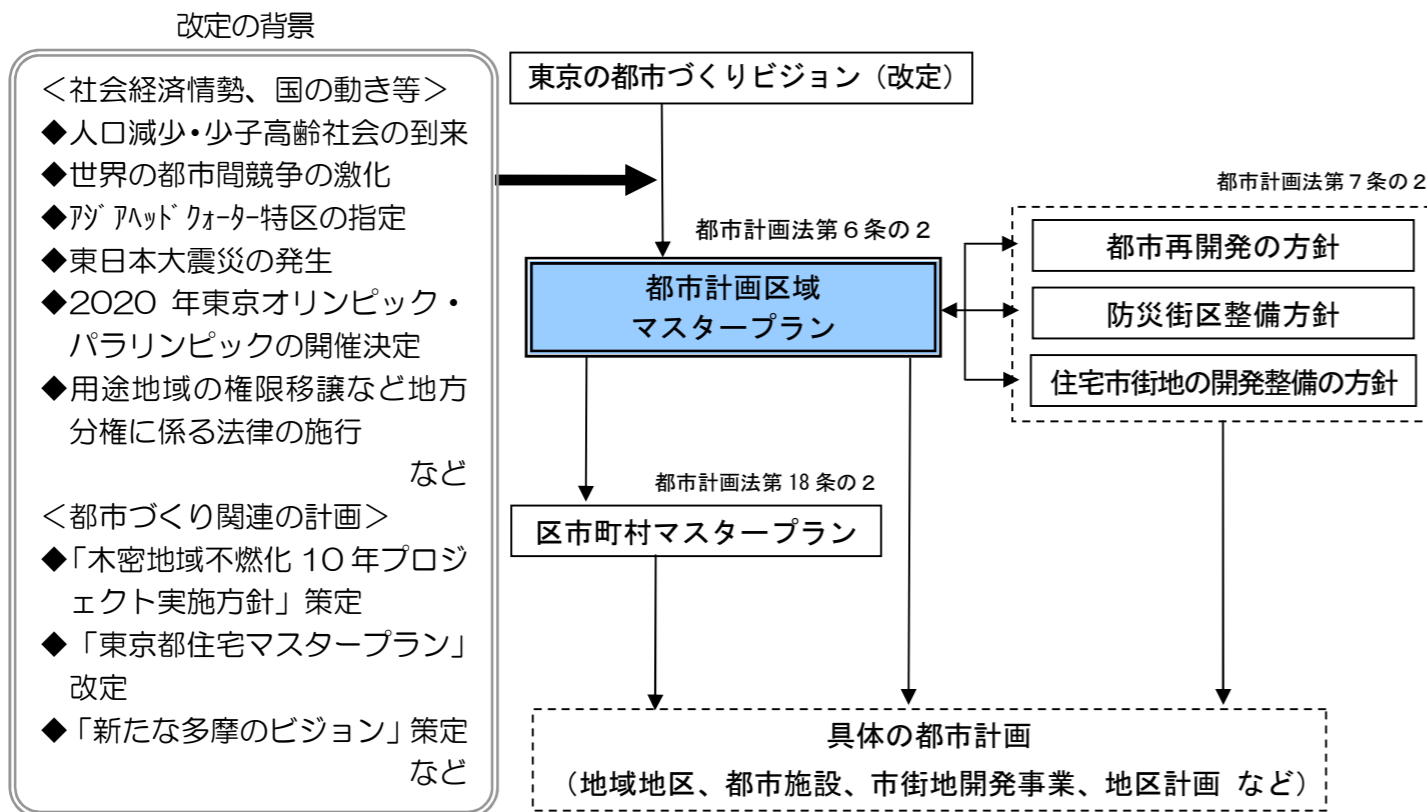 改定の背景
＜社会経済情勢、国の動き等＞
◆人口減少・少子高齢社会の到来
◆世界の都市間競争の激化
◆ｱｼﾞｱﾍｯﾄﾞｸｫｰﾀｰ特区の指定
◆東日本大震災の発生
◆2020 年東京オリンピック・
パラリンピックの開催決定
◆用途地域の権限移譲など地方
分権に係る法律の施行
など
＜都市づくり関連の計画＞
◆「木密地域不燃化 10 年プロジ
ェクト実施方針」策定
◆「東京都住宅マスタープラン」
改定
◆「新たな多摩のビジョン」策定
など
東京の都市づくりビジョン（改定）
都市計画法第６条の２
都市計画区域
マスタープラン
都市計画法第７条の２
都市再開発の方針
防災街区整備方針
住宅市街地の開発整備の方針
都市計画法第 18 条の２
区市町村マスタープラン
具体の都市計画
（地域地区、都市施設、市街地開発事業、地区計画 など）